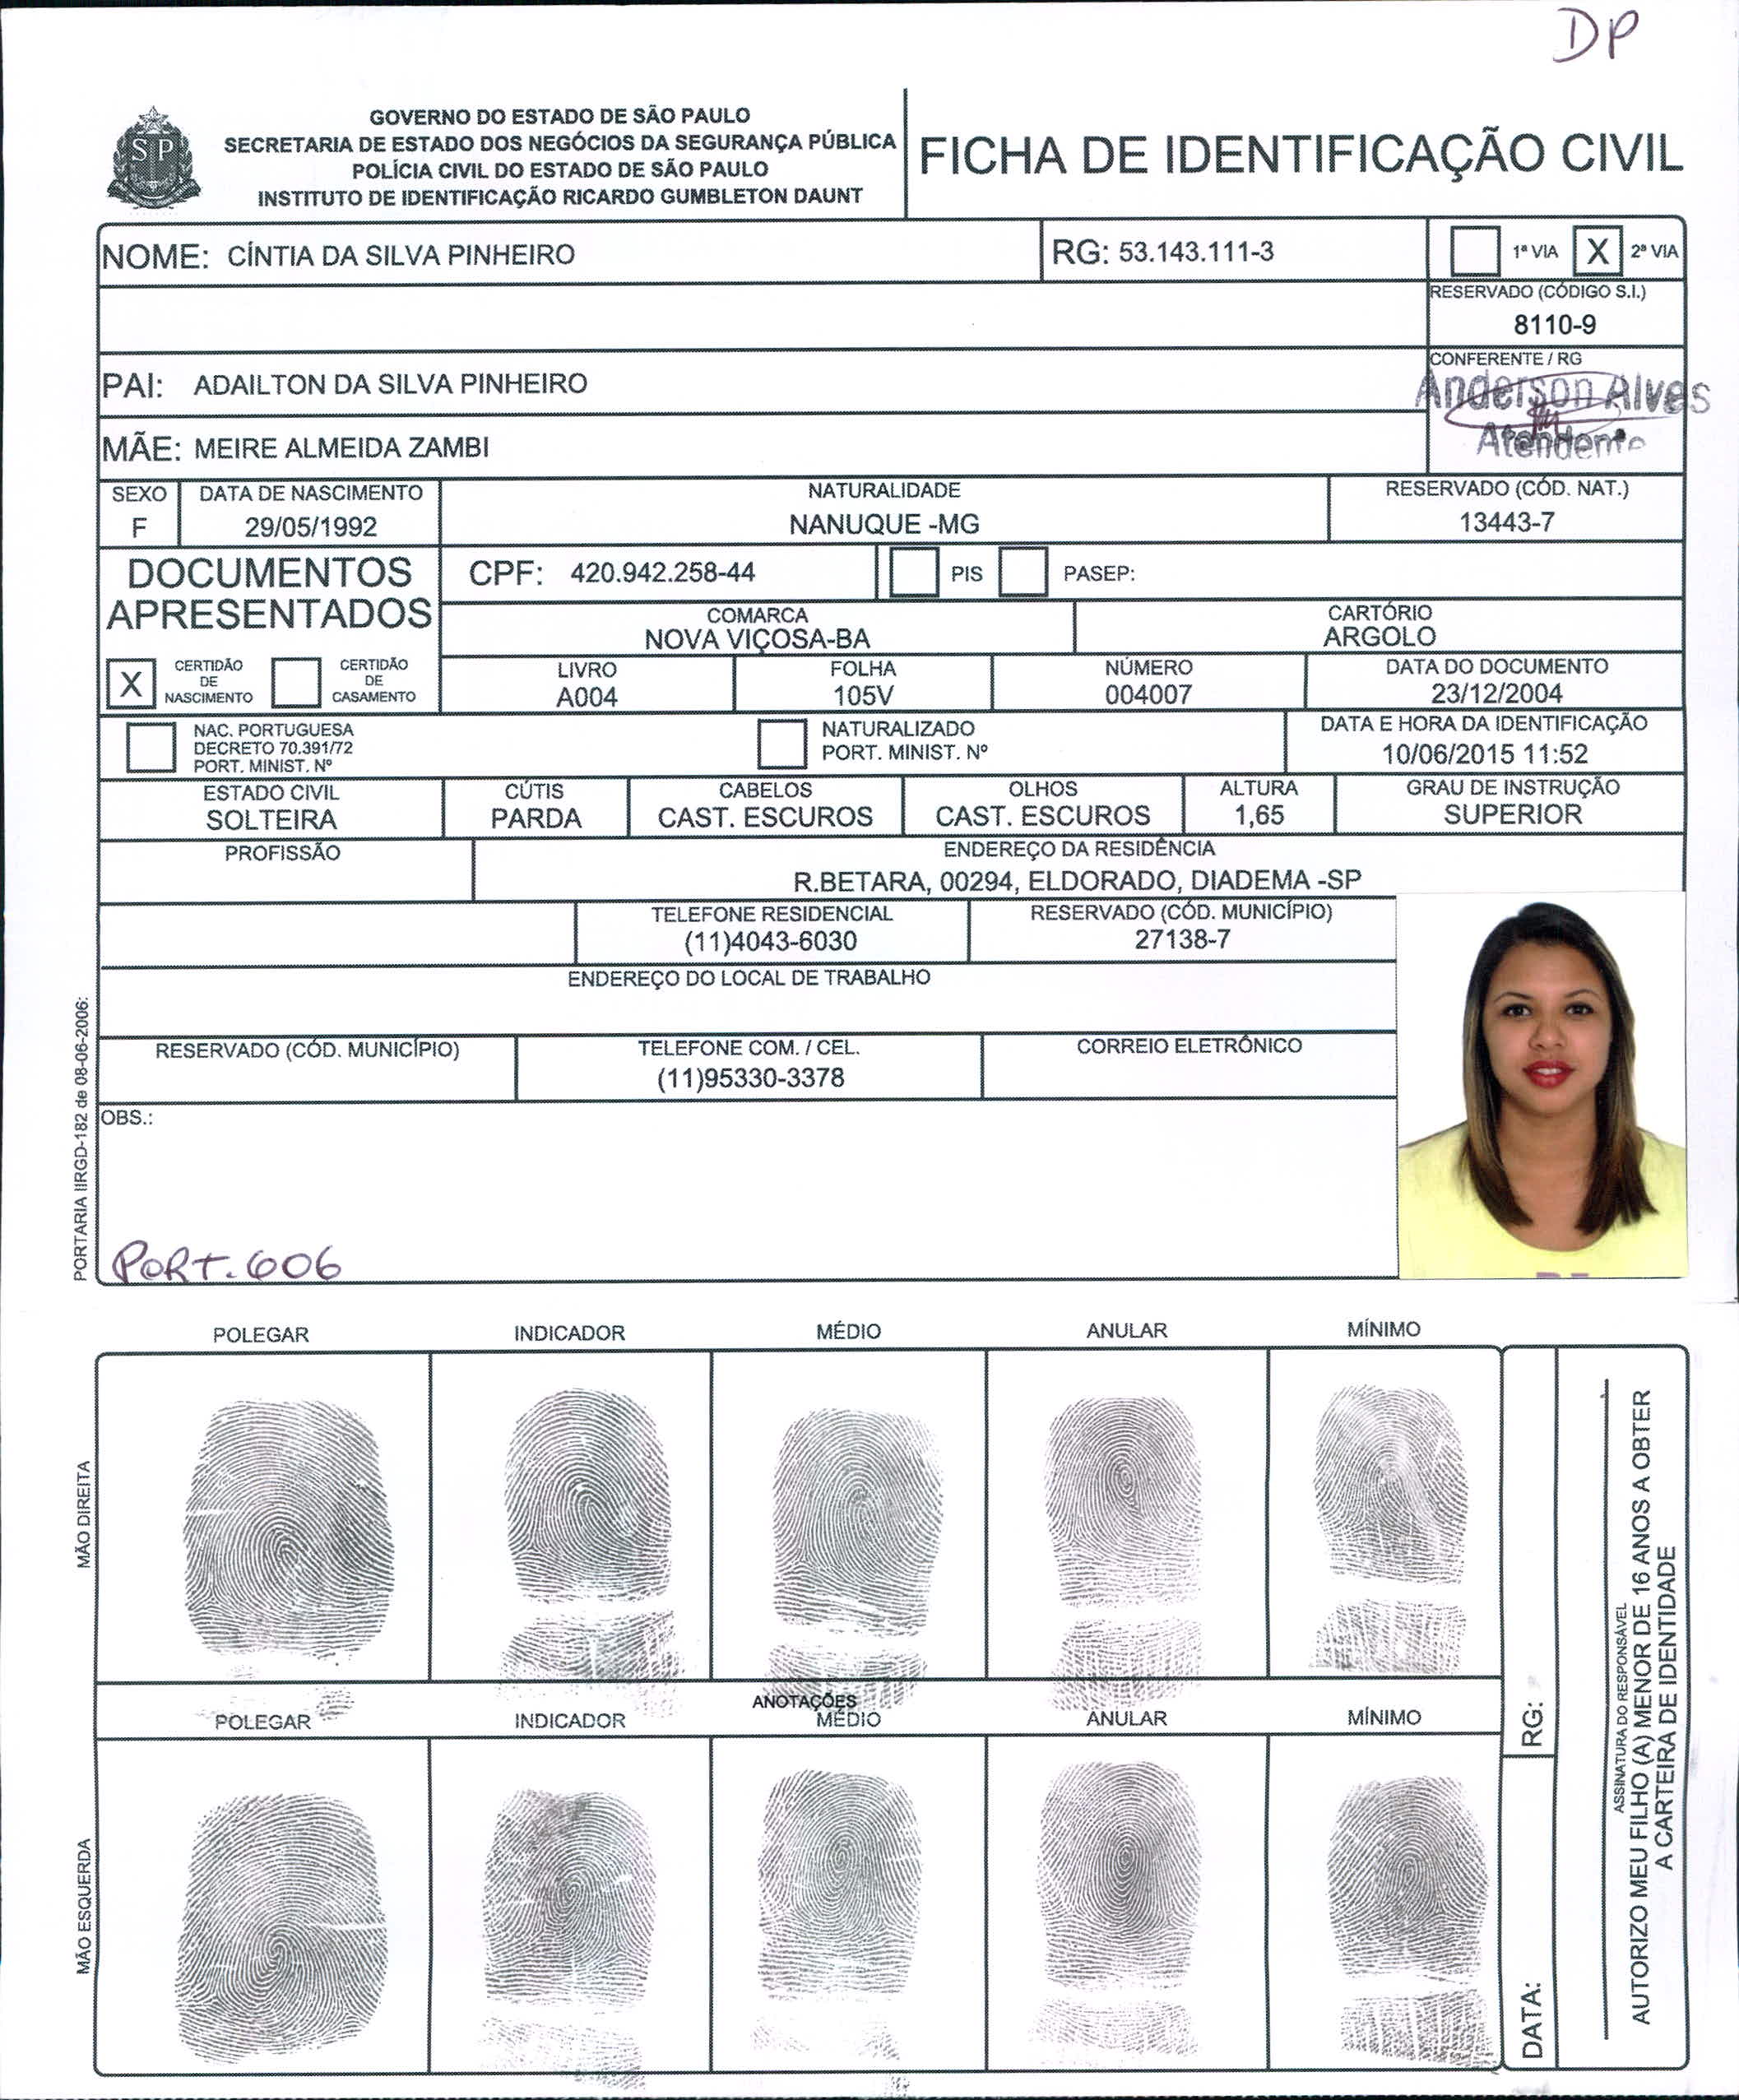 DP
GOVERNO DO ESTADO DE SÃO PAULO
SECRETARIA DE ESTADO DOS NEGÓCIOS DA SEGURANÇA PÚBLICA
POLÍCIA CIVIL DO ESTADO DE SÃO PAULO
INSTITUTO DE IDENTIFICAÇÃO RICARDO GUMBLETON DAUNT
SP
FICHA DE IDENTIFICAÇÃO CIVIL
NOME: CÍNTIA DA SILVA PINHEIRO
RG: 53.143.111-3
1ª VIA X 2ª VIA
RESERVADO (CÓDIGO S.I.)
8110-9
PAI: ADAILTON DA SILVA PINHEIRO
CONFERENTE / RG
Anderson Alves
Atendente
MÃE: MEIRE ALMEIDA ZAMBI
SEXO
F
DATA DE NASCIMENTO
29/05/1992
NATURALIDADE
NANUQUE -MG
RESERVADO (CÓD. NAT.)
13443-7
DOCUMENTOS
APRESENTADOS
CPF: 420.942.258-44
PIS
PASEP:
COMARCA
NOVA VIÇOSA-BA
CARTÓRIO
ARGOLO
X
CERTIDÃO
DE
NASCIMENTO
CERTIDÃO
DE
CASAMENTO
LIVRO
A004
FOLHA
105V
NÚMERO
004007
DATA DO DOCUMENTO
23/12/2004
NAC. PORTUGUESA
DECRETO 70.391/72
PORT. MINIST. Nº
NATURALIZADO
PORT. MINIST. Nº
DATA E HORA DA IDENTIFICAÇÃO
10/06/2015 11:52
ESTADO CIVIL
SOLTEIRA
CÚTIS
PARDA
CABELOS
CAST. ESCUROS
OLHOS
CAST. ESCUROS
ALTURA
1,65
GRAU DE INSTRUÇÃO
SUPERIOR
PROFISSÃO
ENDEREÇO DA RESIDÊNCIA
R.BETARA, 00294, ELDORADO, DIADEMA -SP
TELEFONE RESIDENCIAL
(11)4043-6030
RESERVADO (CÓD. MUNICÍPIO)
27138-7
ENDEREÇO DO LOCAL DE TRABALHO
RESERVADO (CÓD. MUNICÍPIO)
TELEFONE COM. / CEL.
(11)95330-3378
CORREIO ELETRÔNICO
OBS.:
PORT. 606
PORTARIA IIRGD-182 de 08-06-2006:
POLEGAR
INDICADOR
MÉDIO
ANULAR
MÍNIMO
MÃO DIREITA
ANOTAÇÕES
POLEGAR
INDICADOR
MÉDIO
ANULAR
MÍNIMO
MÃO ESQUERDA
RG:
DATA:
ASSINATURA DO RESPONSÁVEL
AUTORIZO MEU FILHO (A) MENOR DE 16 ANOS A OBTER
A CARTEIRA DE IDENTIDADE